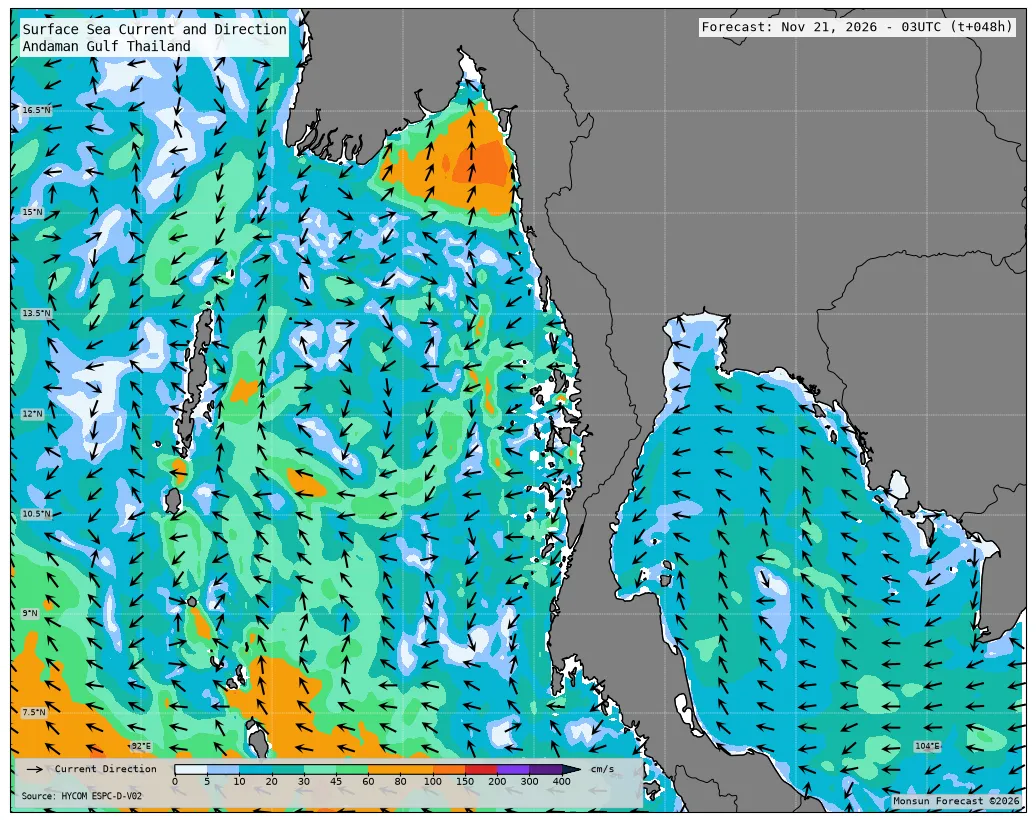 Surface Sea Current and Direction
Andaman Gulf Thailand
Forecast: Nov 21, 2026 - 03UTC (t+048h)
16.5°N
15°N
13.5°N
12°N
10.5°N
9°N
7.5°N
92°E
104°E
Current Direction
0 5 10 20 30 45 60 80 100 150 200 300 400 cm/s
Source: HYCOM ESPC-D-V02
Monsun Forecast ©2026